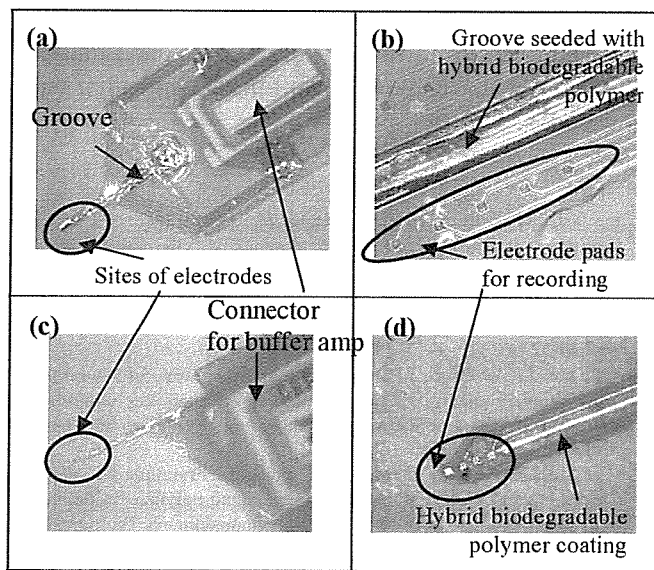 (a)
Groove
Sites of electrodes
(b)
Groove seeded with
hybrid biodegradable
polymer
Electrode pads
for recording
(c)
Connector
for buffer amp
(d)
Hybrid biodegradable
polymer coating